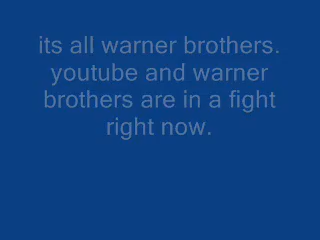 its all warner brothers.
youtube and warner
brothers are in a fight
right now.